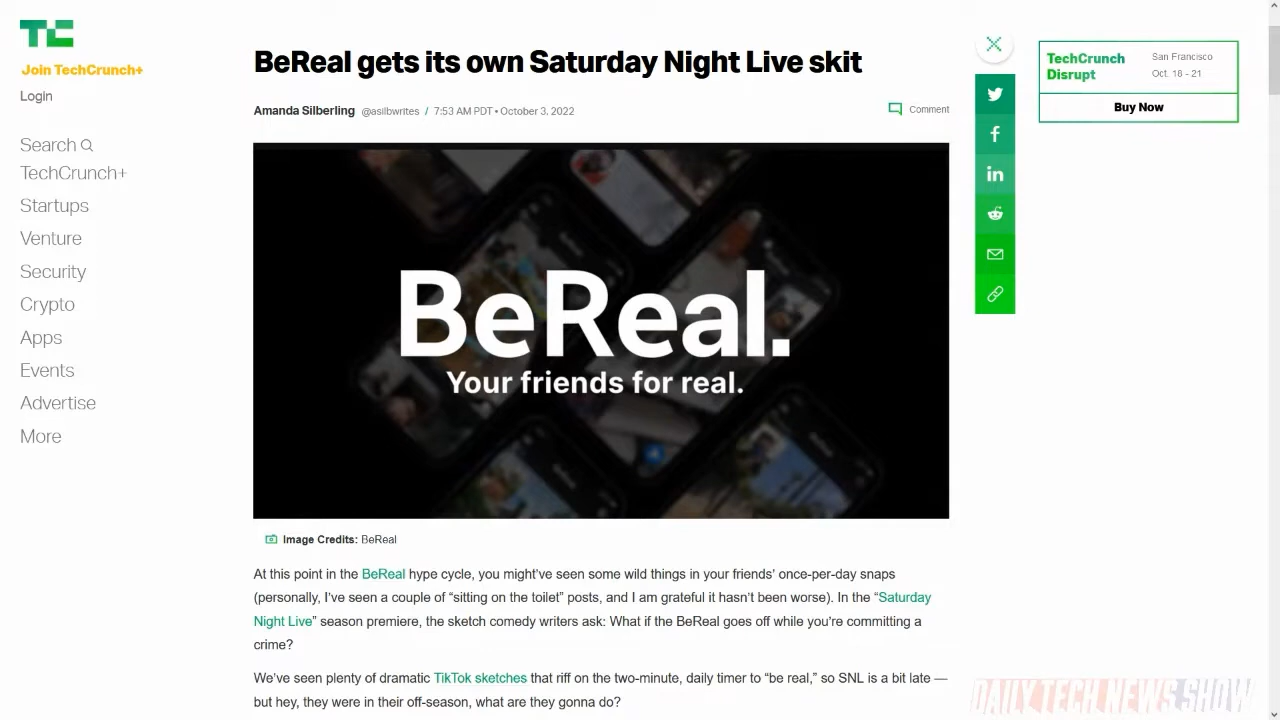 TC
Join TechCrunch+
Login
Search
TechCrunch+
Startups
Venture
Security
Crypto
Apps
Events
Advertise
More
BeReal gets its own Saturday Night Live skit
Amanda Silberling @asilbwrites / 7:53 AM PDT • October 3, 2022
Comment
BeReal.
Your friends for real.
Image Credits: BeReal
At this point in the BeReal hype cycle, you might’ve seen some wild things in your friends’ once-per-day snaps
(personally, I’ve seen a couple of “sitting on the toilet” posts, and I am grateful it hasn’t been worse). In the “Saturday
Night Live” season premiere, the sketch comedy writers ask: What if the BeReal goes off while you’re committing a
crime?
We’ve seen plenty of dramatic TikTok sketches that riff on the two-minute, daily timer to “be real,” so SNL is a bit late —
but hey, they were in their off-season, what are they gonna do?
f
in
TechCrunch
Disrupt
San Francisco
Oct. 18 - 21
Buy Now
DAILY TECH NEWS SHOW